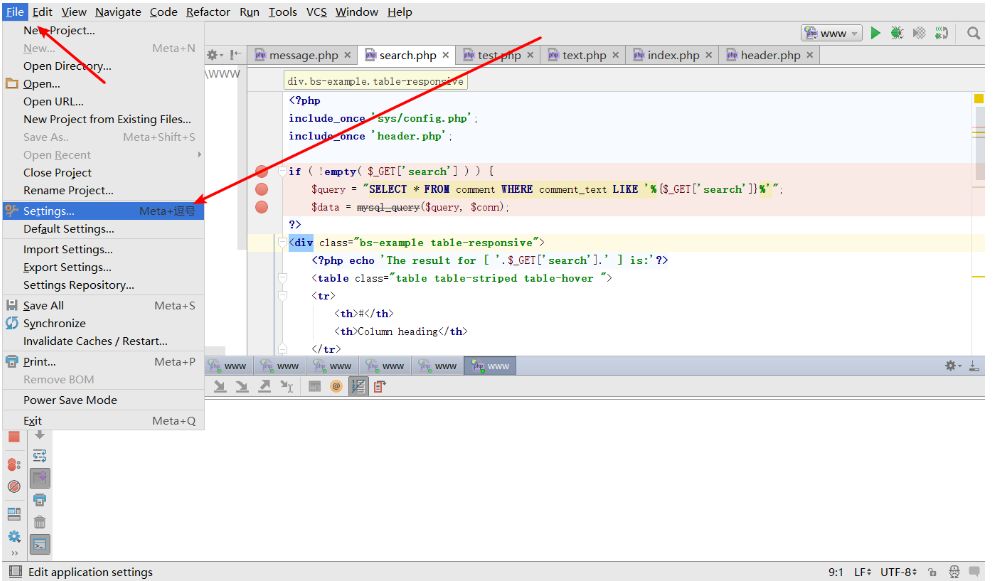 File Edit View Navigate Code Refactor Run Tools VCS Window Help
New Project...
New... Meta+N
Open Directory...
Open...
Open URL...
New Project from Existing Files...
Save As.. Meta+Shift+S
Open Recent
Close Project
Rename Project...
Settings... Meta+逗号
Default Settings...
Import Settings...
Export Settings...
Settings Repository...
Save All Meta+S
Synchronize
Invalidate Caches / Restart...
Print... Meta+P
Remove BOM
Power Save Mode
Exit Meta+Q
www
\WWW
message.php search.php test.php text.php index.php header.php
div.bs-example.table-responsive
<?php
include_once 'sys/config.php';
include_once 'header.php';
if ( !empty( $_GET['search'] ) ) {
$query = "SELECT * FROM comment WHERE comment_text LIKE '%{$_GET['search']}%'";
$data = mysql_query($query, $conn);
?>
<div class="bs-example table-responsive">
<?php echo 'The result for [ '.$_GET['search'].' ] is:'?>
<table class="table table-striped table-hover ">
<tr>
<th>#</th>
<th>Column heading</th>
</tr>
www www www www www www
Edit application settings 9:1 LF UTF-8